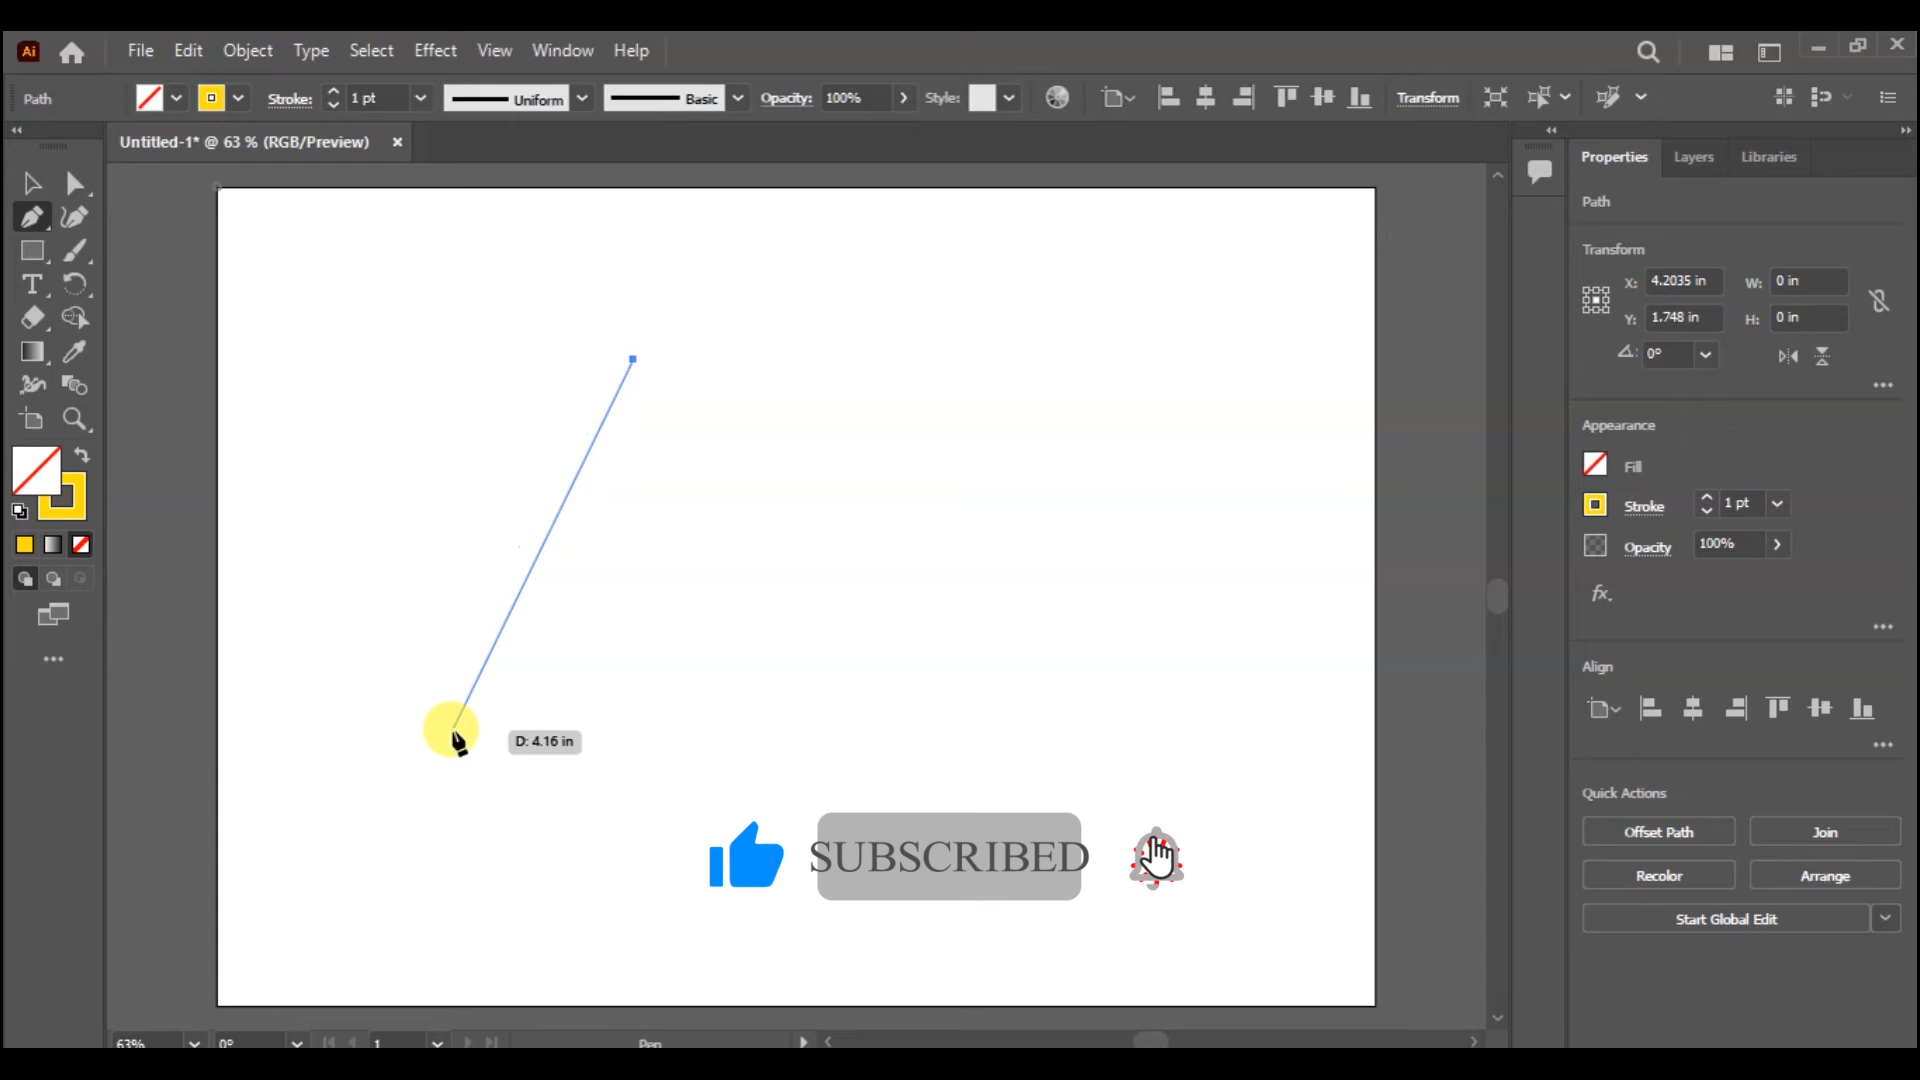 Ai File Edit Object Type Select Effect View Window Help
Path Stroke: 1 pt Uniform Basic Opacity: 100% Style: Transform
Untitled-1* @ 63 % (RGB/Preview) ×
Properties Layers Libraries
Path
Transform
X: 4.2035 in W: 0 in
Y: 1.748 in H: 0 in
0°
Appearance
Fill
Stroke 1 pt
Opacity 100%
fx.
Align
D: 4.16 in
Quick Actions
Offset Path Join
Recolor Arrange
Start Global Edit
SUBSCRIBED
63% 0° 1 Pen